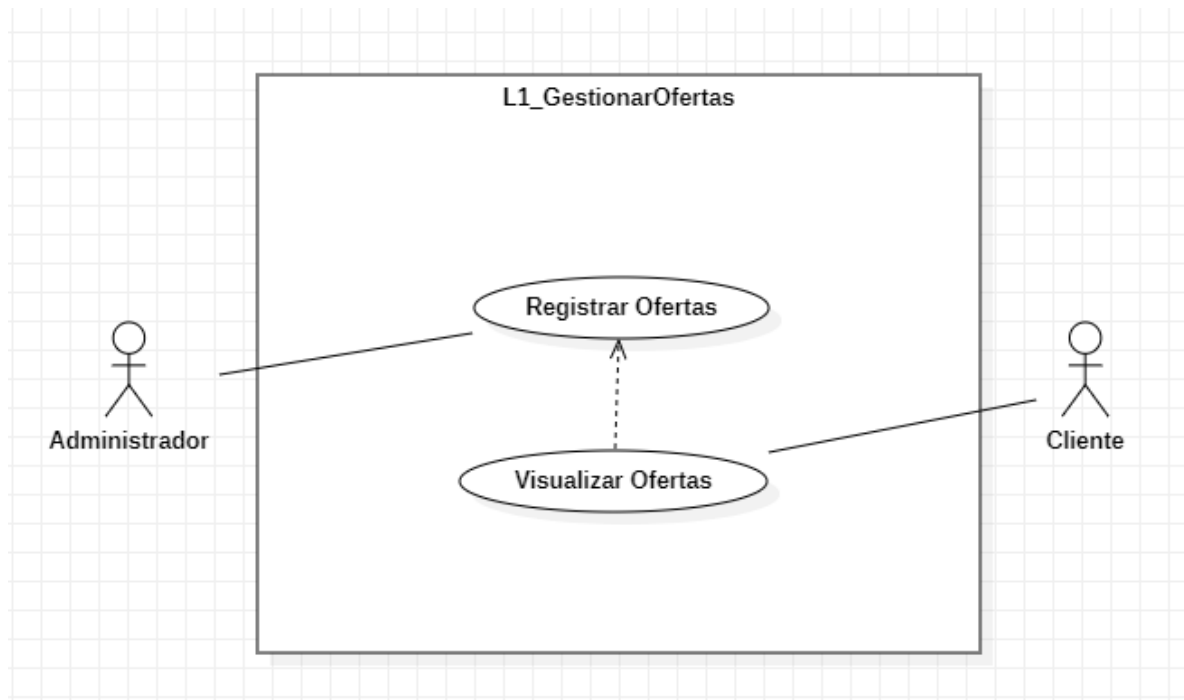 L1_GestionarOfertas
Registrar Ofertas
Administrador
Cliente
Visualizar Ofertas